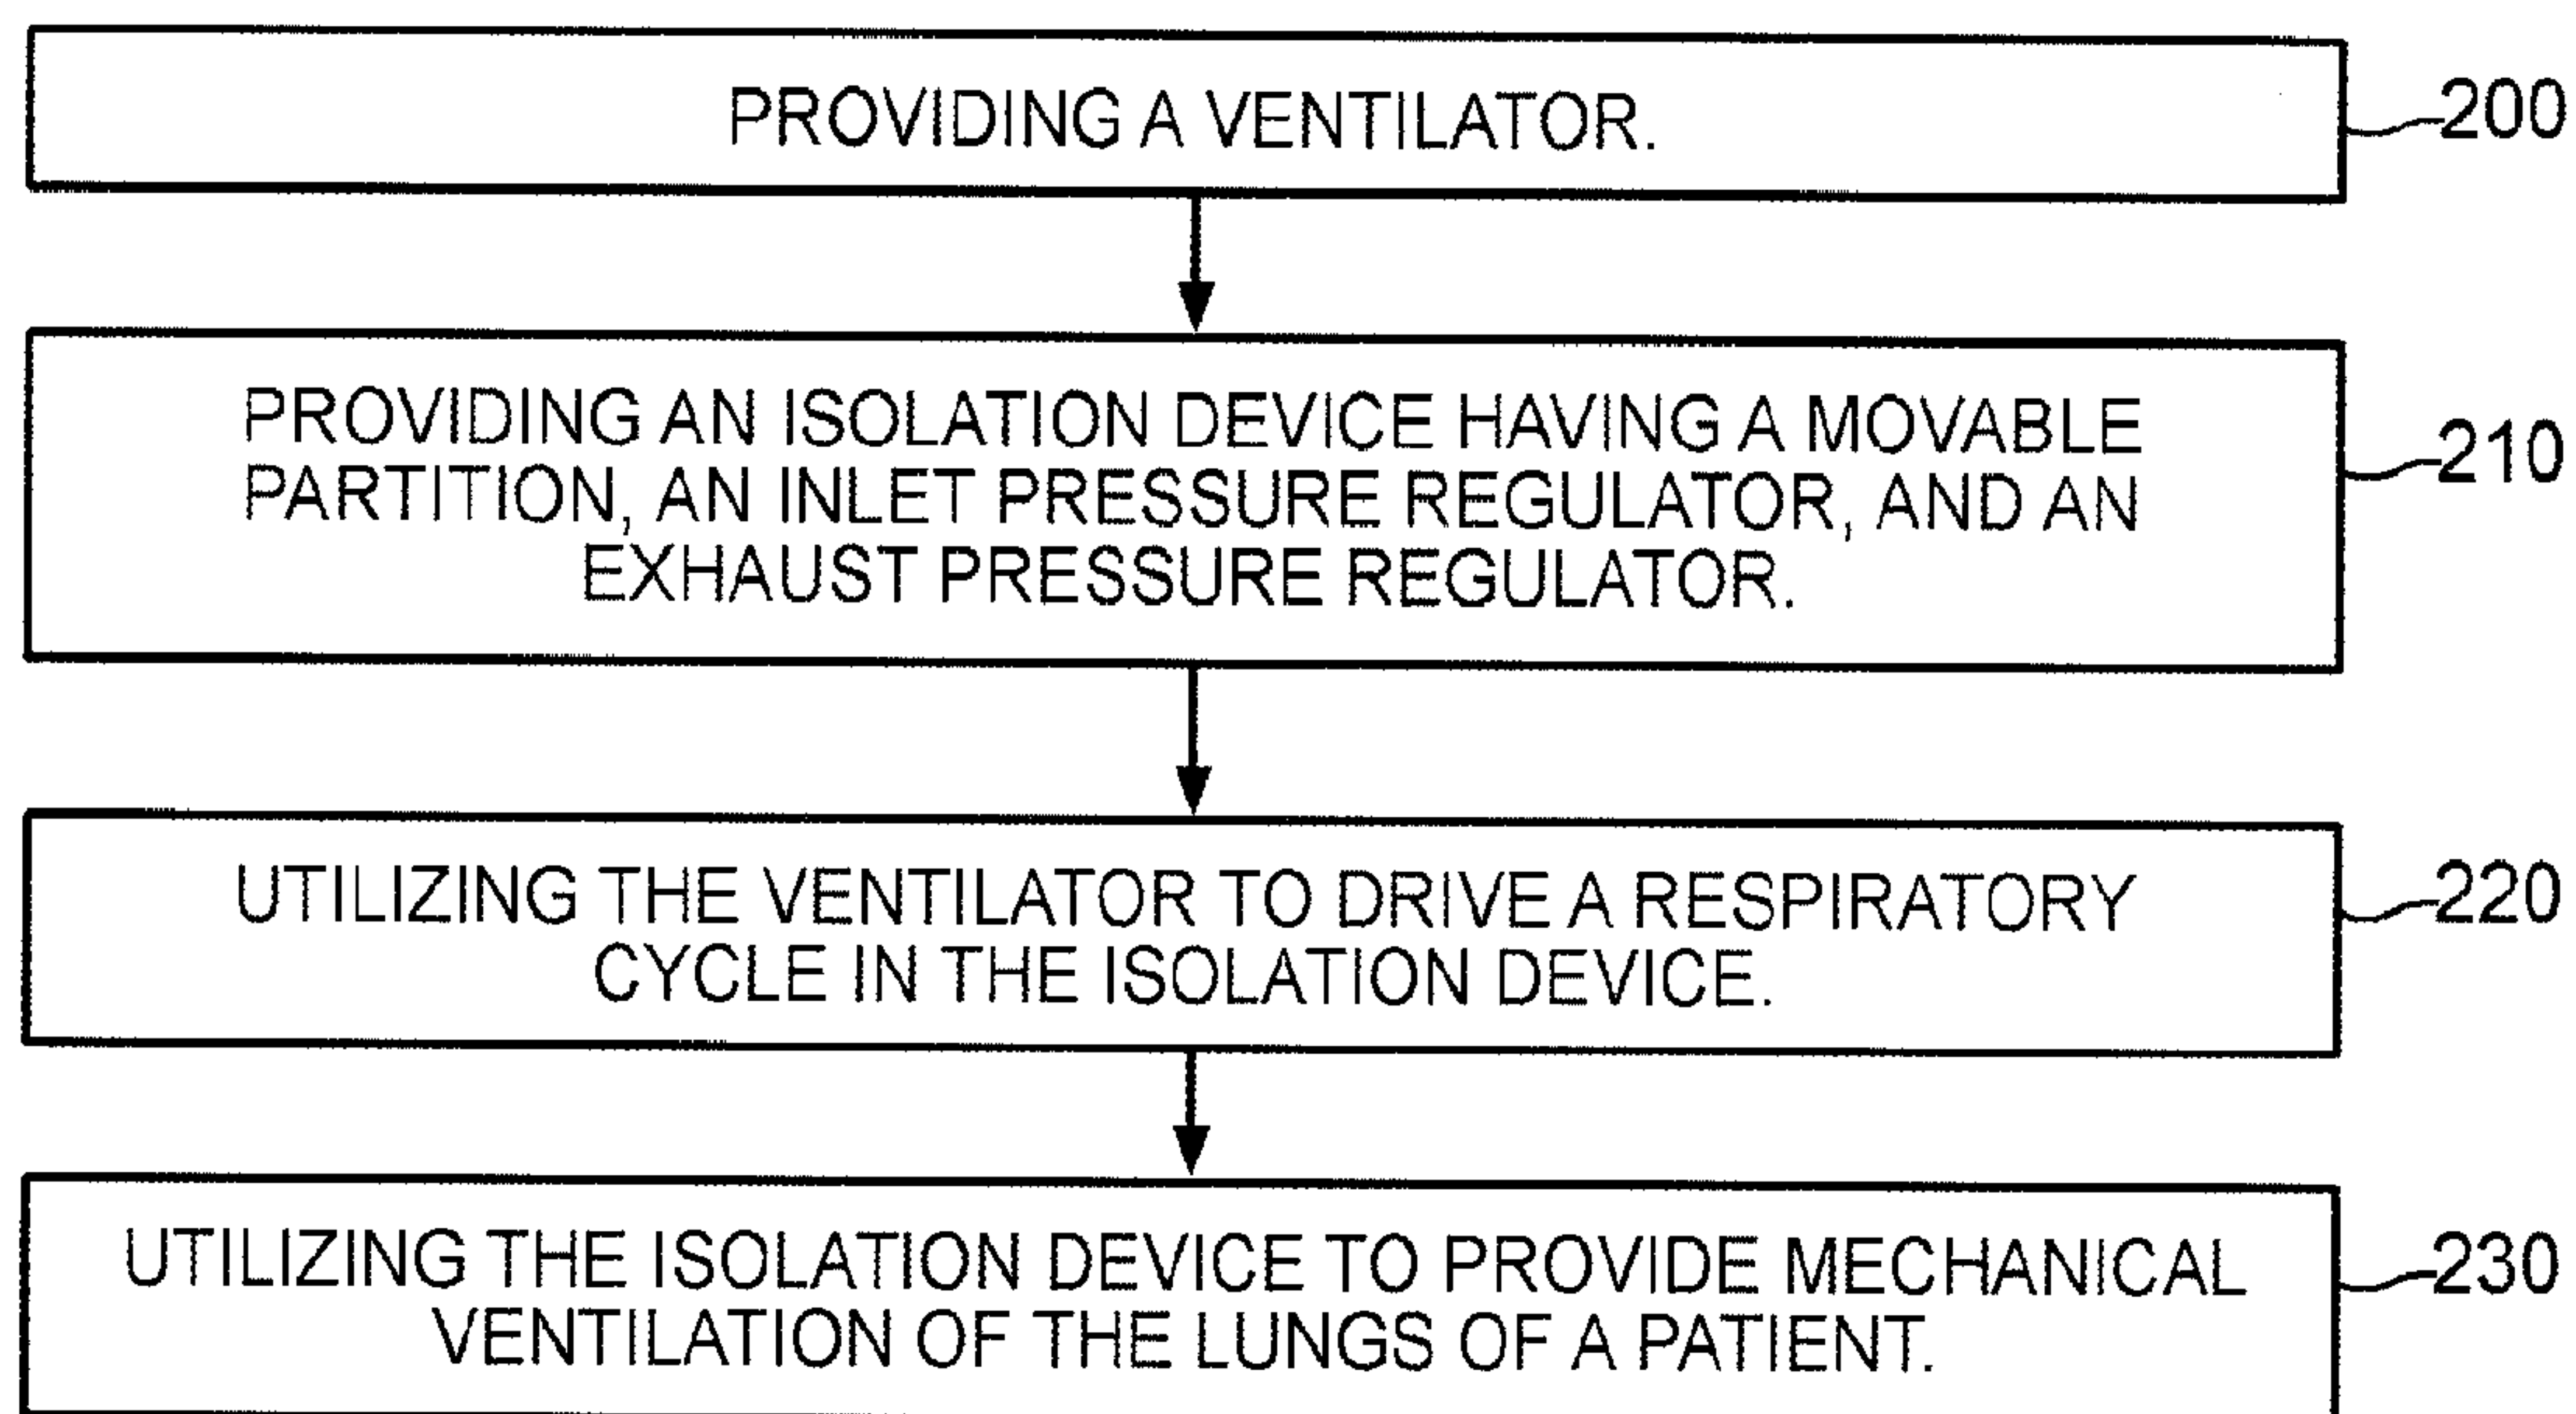 PROVIDING A VENTILATOR.
200
PROVIDING AN ISOLATION DEVICE HAVING A MOVABLE
PARTITION, AN INLET PRESSURE REGULATOR, AND AN
EXHAUST PRESSURE REGULATOR.
210
UTILIZING THE VENTILATOR TO DRIVE A RESPIRATORY
CYCLE IN THE ISOLATION DEVICE.
220
UTILIZING THE ISOLATION DEVICE TO PROVIDE MECHANICAL
VENTILATION OF THE LUNGS OF A PATIENT.
230